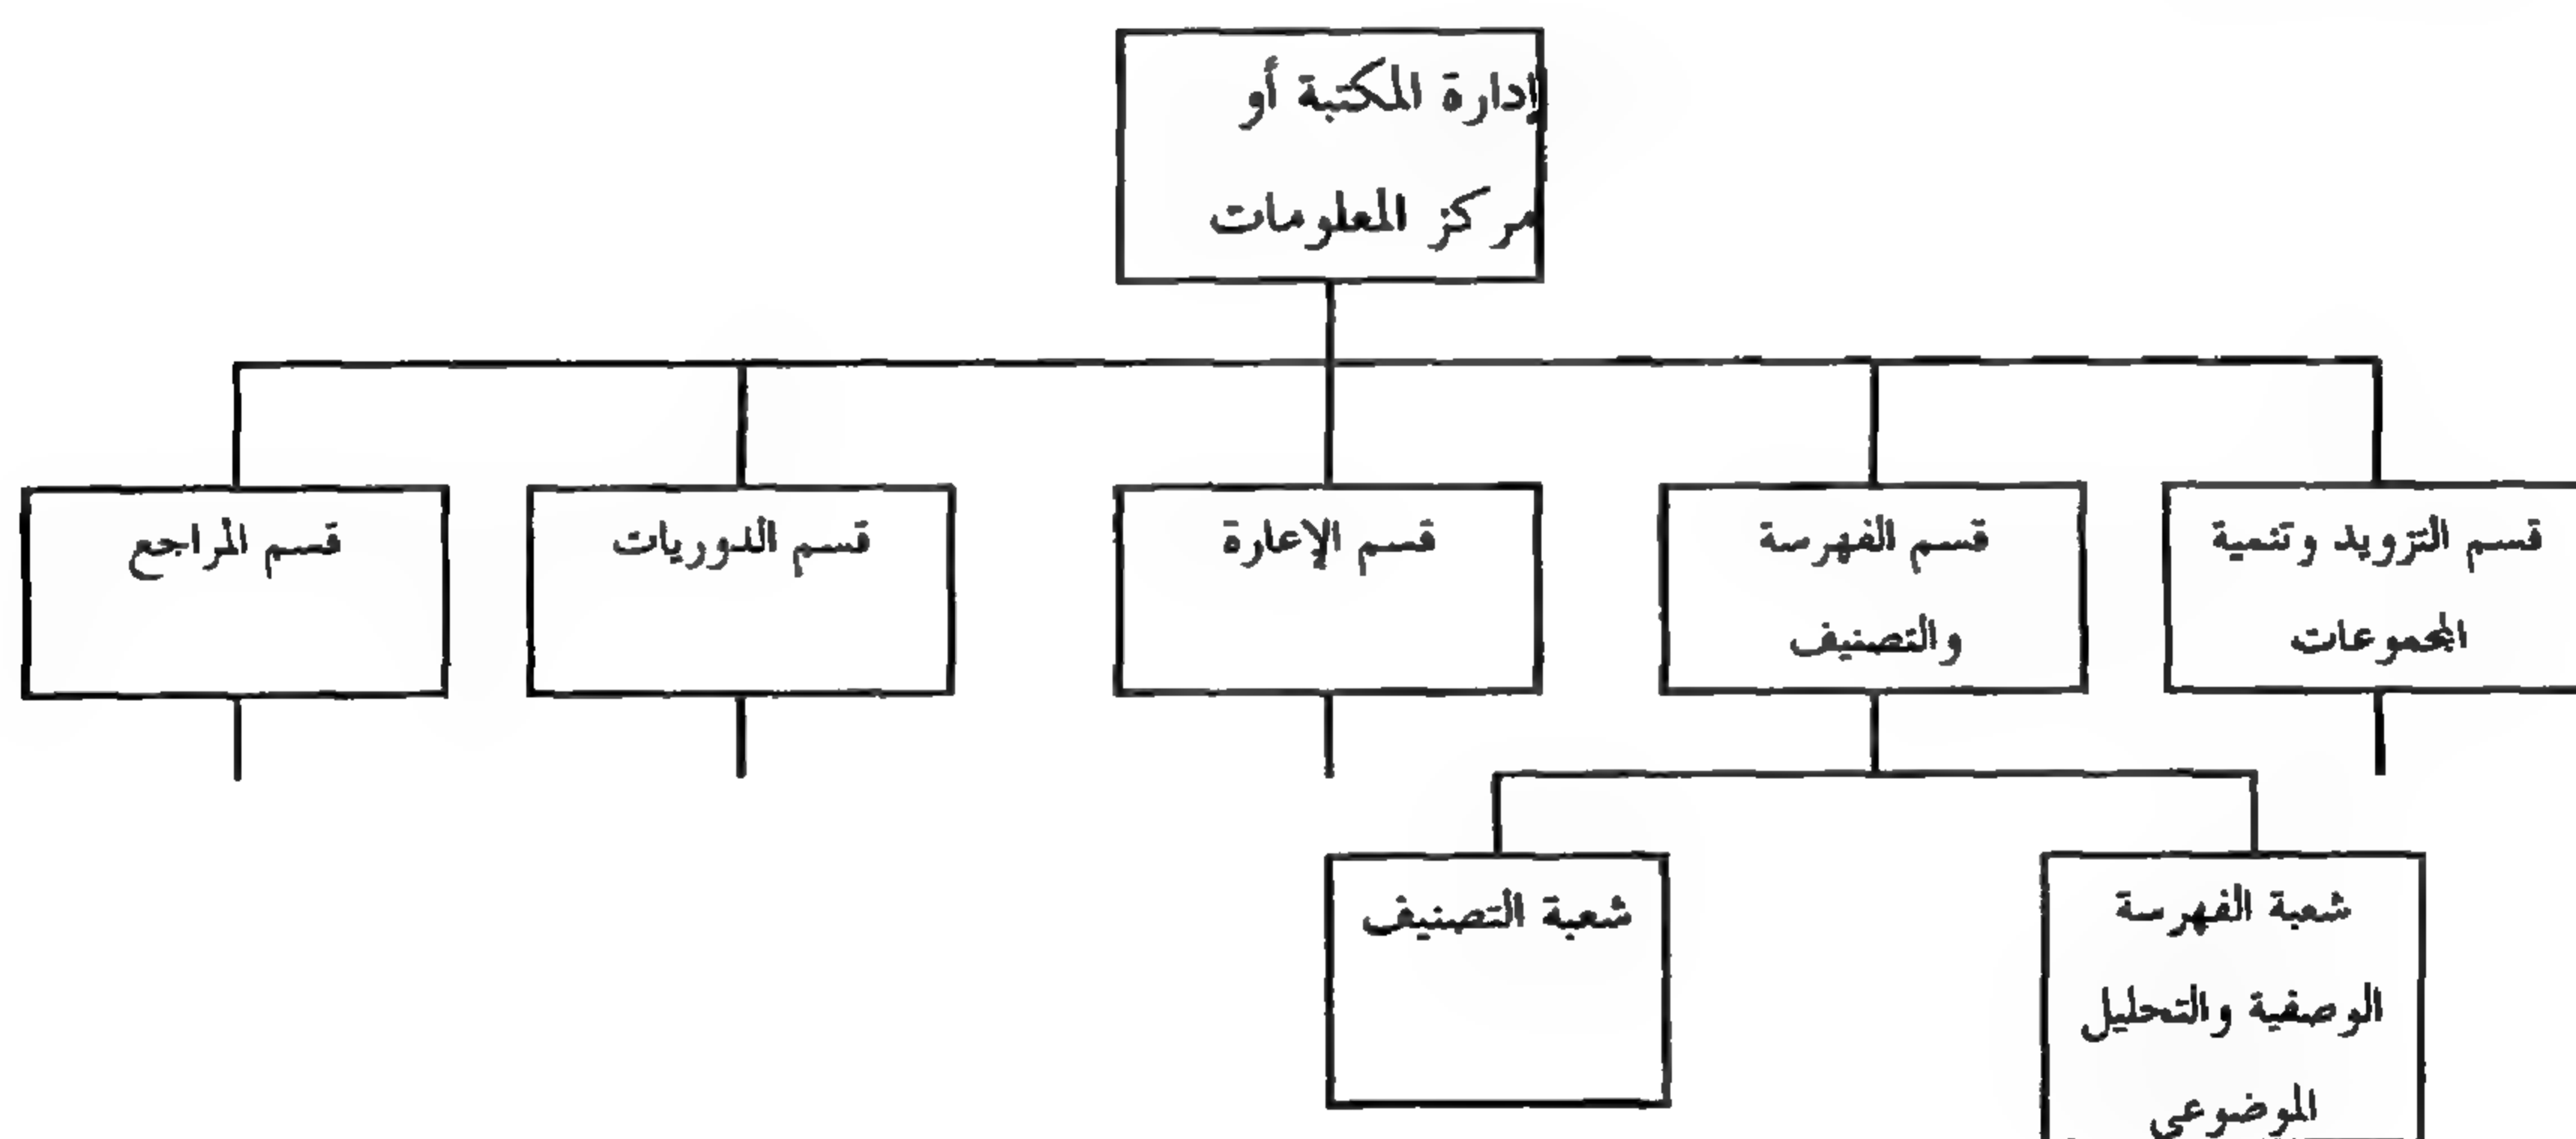 إدارة المكتبة أو
مركز المعلومات
قسم التزويد وتنمية
المجموعات
قسم الفهرسة
والتصنيف
قسم الإعارة
قسم الدوريات
قسم المراجع
شعبة الفهرسة
الوصفية والتحليل
الموضوعي
شعبة التصنيف